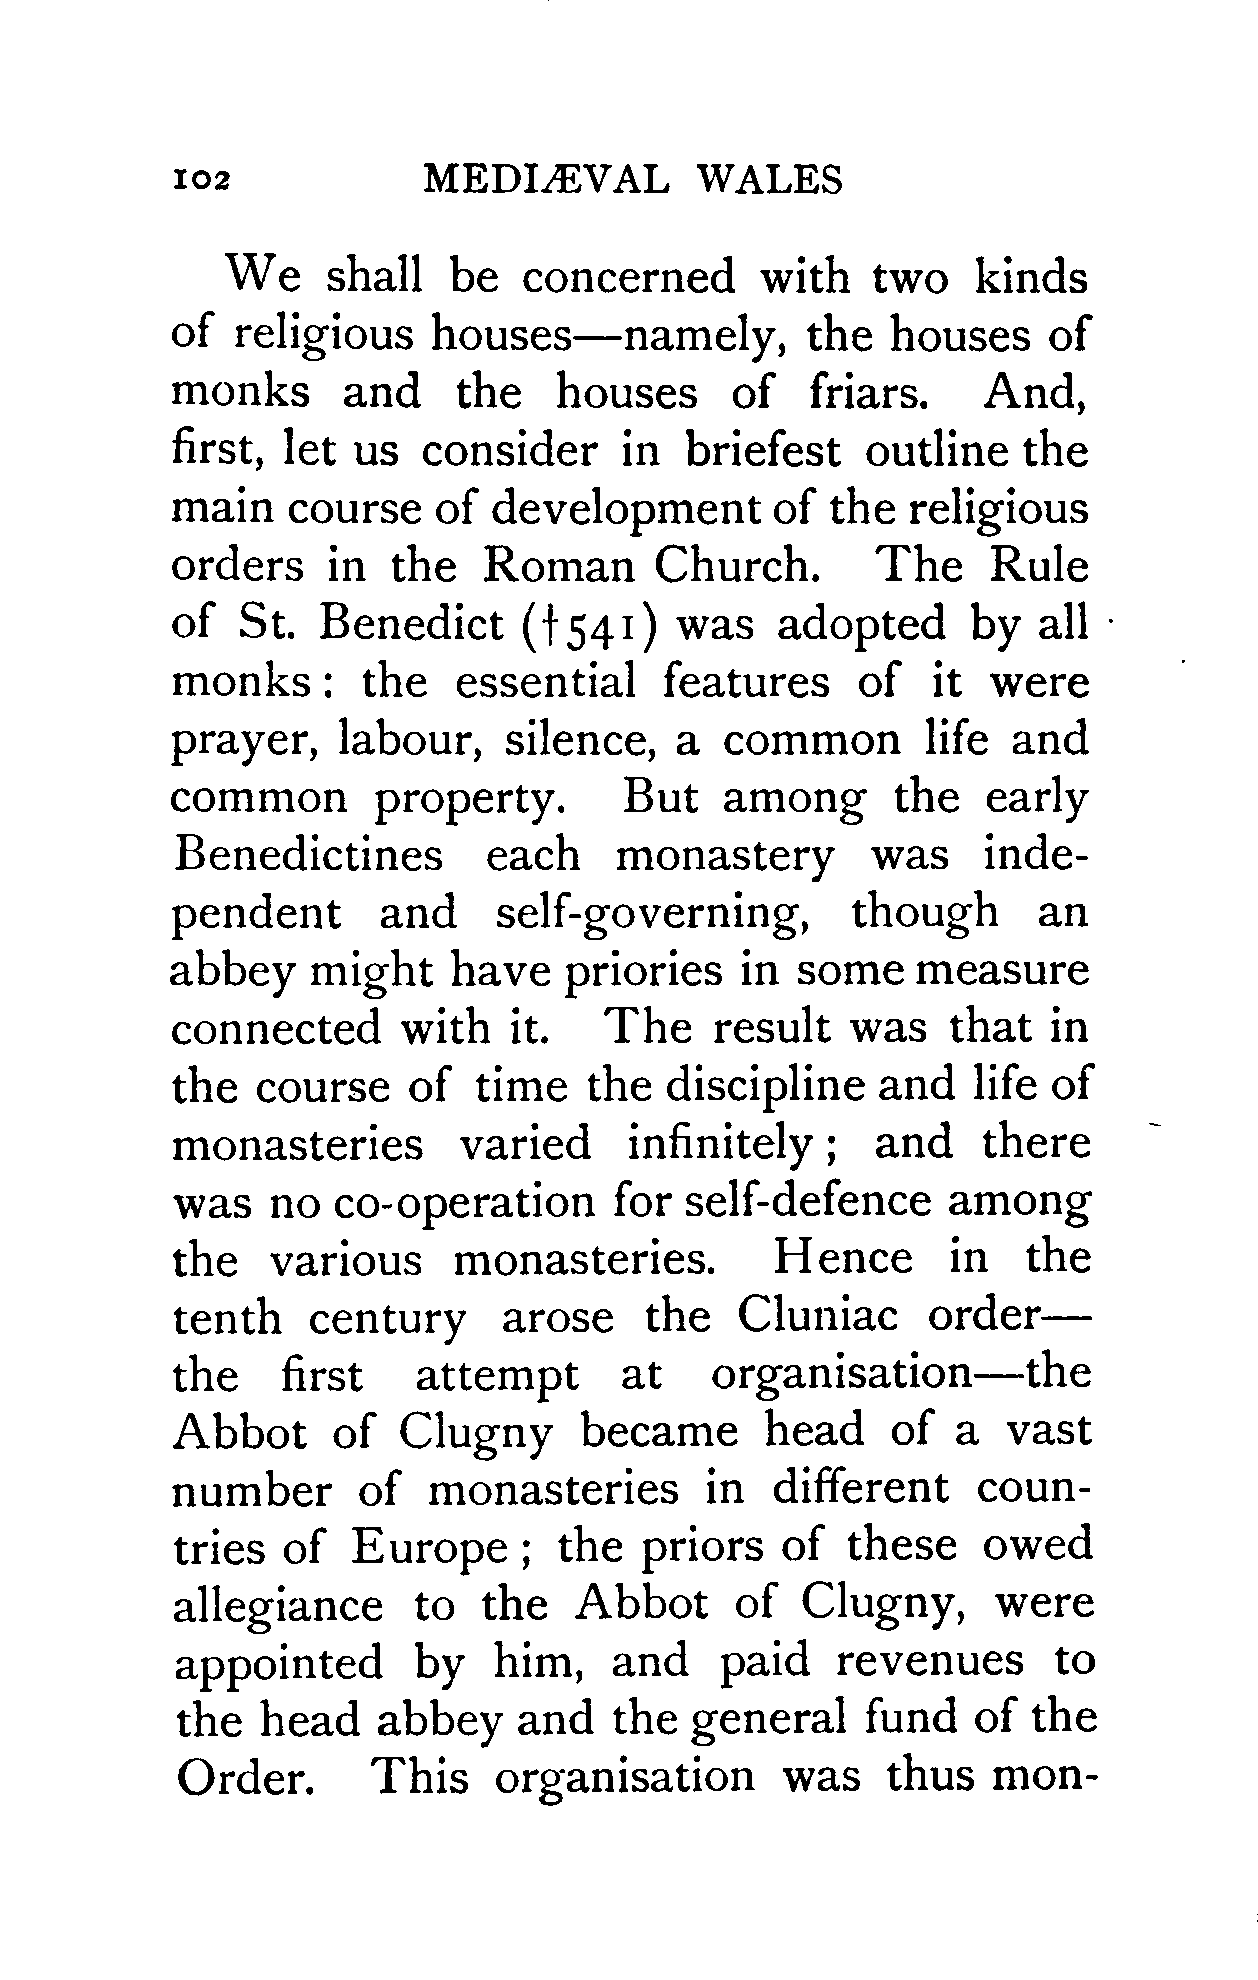 102 MEDIÆVAL WALES
We shall be concerned with two kinds
of religious houses—namely, the houses of
monks and the houses of friars. And,
first, let us consider in briefest outline the
main course of development of the religious
orders in the Roman Church. The Rule
of St. Benedict (†541) was adopted by all
monks : the essential features of it were
prayer, labour, silence, a common life and
common property. But among the early
Benedictines each monastery was inde-
pendent and self-governing, though an
abbey might have priories in some measure
connected with it. The result was that in
the course of time the discipline and life of
monasteries varied infinitely ; and there
was no co-operation for self-defence among
the various monasteries. Hence in the
tenth century arose the Cluniac order—
the first attempt at organisation—the
Abbot of Clugny became head of a vast
number of monasteries in different coun-
tries of Europe ; the priors of these owed
allegiance to the Abbot of Clugny, were
appointed by him, and paid revenues to
the head abbey and the general fund of the
Order. This organisation was thus mon-